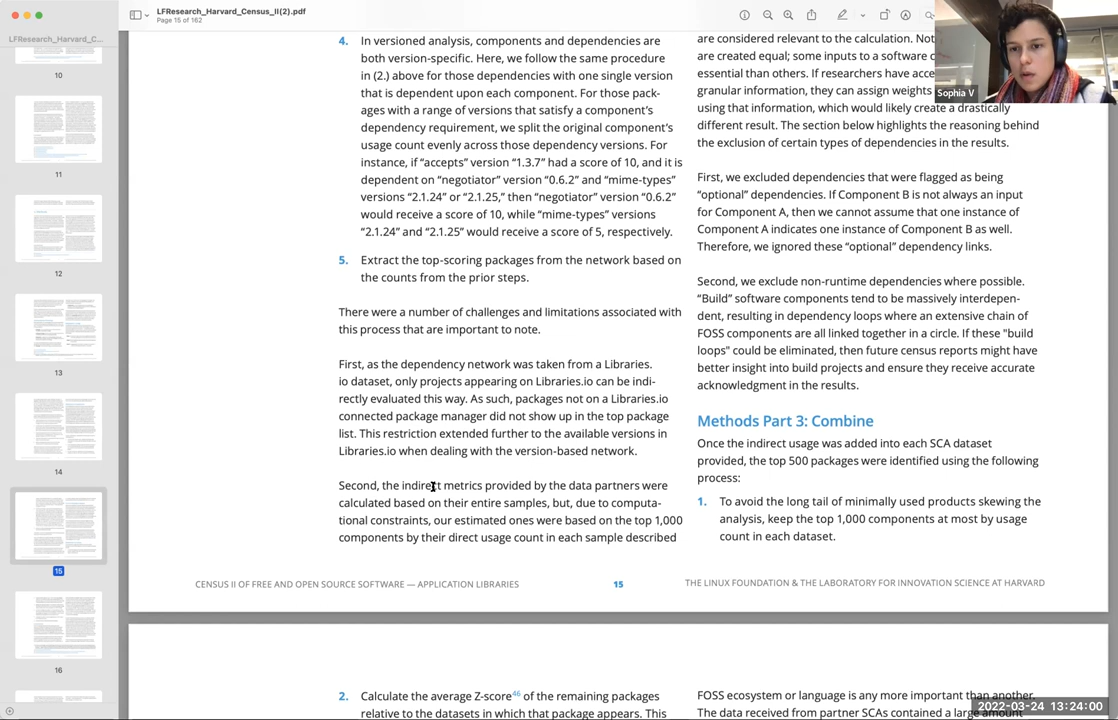 LFResearch_Harvard_Census_II(2).pdf
Page 15 of 162
LFResearch_Harvard_C...
10
11
12
13
14
15
16
4. In versioned analysis, components and dependencies are
both version-specific. Here, we follow the same procedure
in (2.) above for those dependencies with one single version
that is dependent upon each component. For those pack-
ages with a range of versions that satisfy a component's
dependency requirement, we split the original component's
usage count evenly across those dependency versions. For
instance, if “accepts” version “1.3.7” had a score of 10, and it is
dependent on “negotiator” version “0.6.2” and “mime-types”
versions “2.1.24” or “2.1.25,” then “negotiator” version “0.6.2”
would receive a score of 10, while “mime-types” versions
“2.1.24” and “2.1.25” would receive a score of 5, respectively.
5. Extract the top-scoring packages from the network based on
the counts from the prior steps.
There were a number of challenges and limitations associated with
this process that are important to note.
First, as the dependency network was taken from a Libraries.
io dataset, only projects appearing on Libraries.io can be indi-
rectly evaluated this way. As such, packages not on a Libraries.io
connected package manager did not show up in the top package
list. This restriction extended further to the available versions in
Libraries.io when dealing with the version-based network.
Second, the indirect metrics provided by the data partners were
calculated based on their entire samples, but, due to computa-
tional constraints, our estimated ones were based on the top 1,000
components by their direct usage count in each sample described
are considered relevant to the calculation. Not
are created equal; some inputs to a software
essential than others. If researchers have
granular information, they can assign weights
using that information, which would likely create a drastically
different result. The section below highlights the reasoning behind
the exclusion of certain types of dependencies in the results.
First, we excluded dependencies that were flagged as being
“optional” dependencies. If Component B is not always an input
for Component A, then we cannot assume that one instance of
Component A indicates one instance of Component B as well.
Therefore, we ignored these “optional” dependency links.
Second, we exclude non-runtime dependencies where possible.
“Build” software components tend to be massively interdepen-
dent, resulting in dependency loops where an extensive chain of
FOSS components are all linked together in a circle. If these "build
loops" could be eliminated, then future census reports might have
better insight into build projects and ensure they receive accurate
acknowledgment in the results.
Methods Part 3: Combine
Once the indirect usage was added into each SCA dataset
provided, the top 500 packages were identified using the following
process:
1. To avoid the long tail of minimally used products skewing the
analysis, keep the top 1,000 components at most by usage
count in each dataset.
CENSUS II OF FREE AND OPEN SOURCE SOFTWARE — APPLICATION LIBRARIES
15
THE LINUX FOUNDATION & THE LABORATORY FOR INNOVATION SCIENCE AT HARVARD
2. Calculate the average Z-score46 of the remaining packages
relative to the datasets in which that package appears. This
FOSS ecosystem or language is any more important than another.
The data received from partner SCAs contained a large amount
Sophia V
2022-03-24 13:24:00